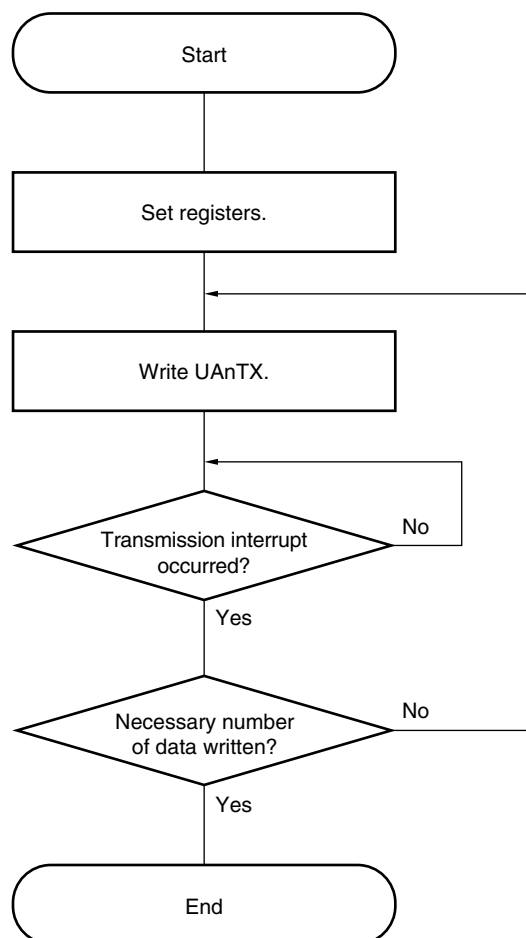 Start
Set registers.
Write UAnTX.
Transmission interrupt
occurred?
No
Yes
Necessary number
of data written?
No
Yes
End